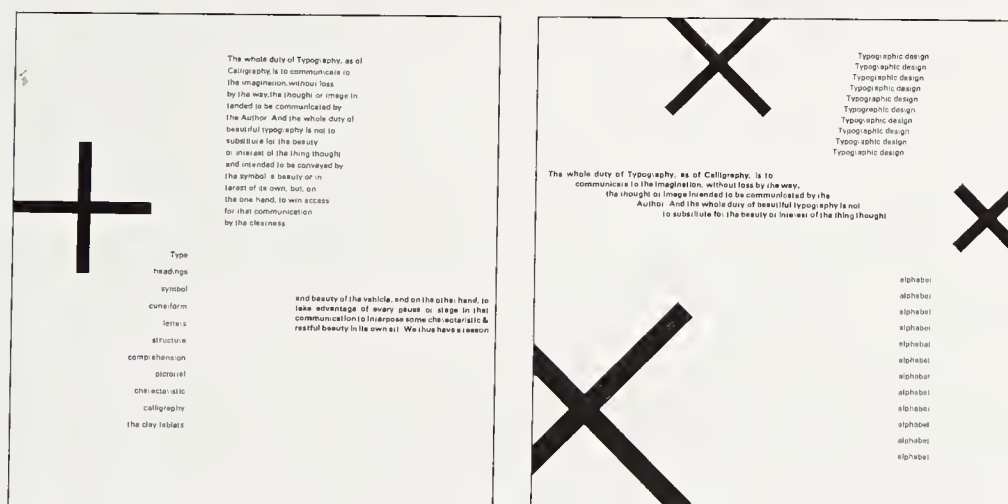 The whole duty of Typography, as of
Calligraphy, is to communicate to
the imagination, without loss
by the way, the thought or image in
tended to be communicated by
the Author. And the whole duty of
beautiful typography is not to
substitute for the beauty
or interest of the thing thought
and intended to be conveyed by
the symbol a beauty or in
terest of its own, but, on
the one hand, to win access
for that communication
by the clearness
Type
headings
symbol
cuneiform
letters
structure
comprehension
pictorial
characteristic
calligraphy
the clay tablets
and beauty of the vehicle, and on the other hand, to
take advantage of every pause or stage in that
communication to interpose some characteristic &
restful beauty in its own art. We thus have a reason
Typographic design
Typographic design
Typographic design
Typographic design
Typographic design
Typographic design
Typographic design
Typographic design
Typographic design
Typographic design
The whole duty of Typography, as of Calligraphy, is to
communicate to the imagination, without loss by the way,
the thought or image intended to be communicated by the
Author. And the whole duty of beautiful typography is not
to substitute for the beauty or interest of the thing thought
alphabet
alphabet
alphabet
alphabet
alphabet
alphabet
alphabet
alphabet
alphabet
alphabet
alphabet
alphabet